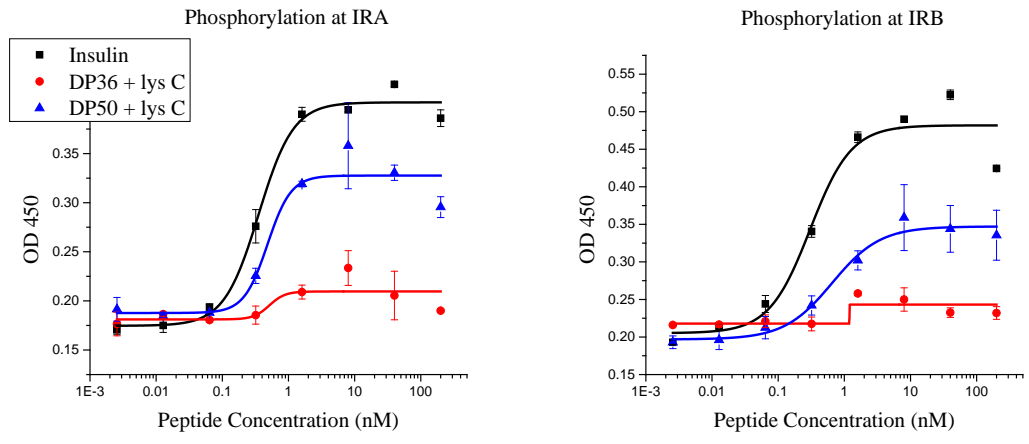 Phosphorylation at IRA
Insulin
DP36 + lys C
DP50 + lys C
0.35
0.30
0.25
0.20
0.15
OD 450
1E-3
0.01
0.1
1
10
100
Peptide Concentration (nM)
Phosphorylation at IRB
0.55
0.50
0.45
0.40
0.35
0.30
0.25
0.20
0.15
OD 450
1E-3
0.01
0.1
1
10
100
Peptide Concentration (nM)